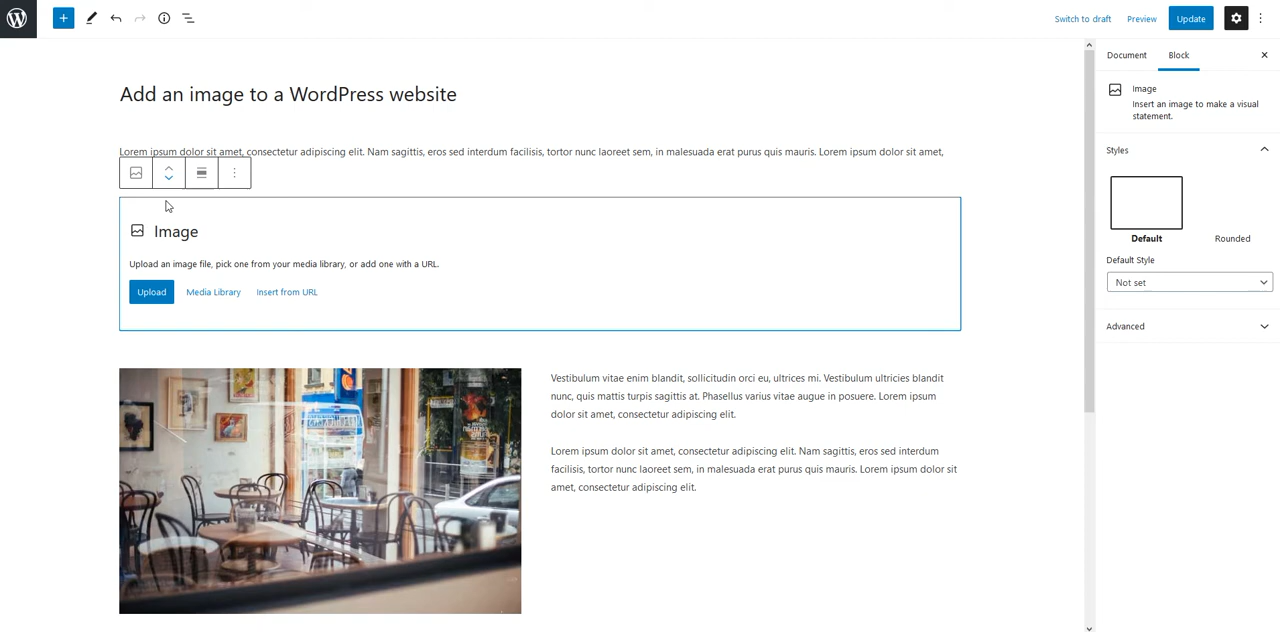 Switch to draft Preview Update
Document Block
Add an image to a WordPress website
Image
Insert an image to make a visual
statement.
Lorem ipsum dolor sit amet, consectetur adipiscing elit. Nam sagittis, eros sed interdum facilisis, tortor nunc laoreet sem, in malesuada erat purus quis mauris. Lorem ipsum dolor sit amet,
Styles
Default Rounded
Default Style
Not set
Advanced
Image
Upload an image file, pick one from your media library, or add one with a URL.
Upload Media Library Insert from URL
Vestibulum vitae enim blandit, sollicitudin orci eu, ultrices mi. Vestibulum ultricies blandit
nunc, quis mattis turpis sagittis at. Phasellus varius vitae augue in posuere. Lorem ipsum
dolor sit amet, consectetur adipiscing elit.
Lorem ipsum dolor sit amet, consectetur adipiscing elit. Nam sagittis, eros sed interdum
facilisis, tortor nunc laoreet sem, in malesuada erat purus quis mauris. Lorem ipsum dolor sit
amet, consectetur adipiscing elit.